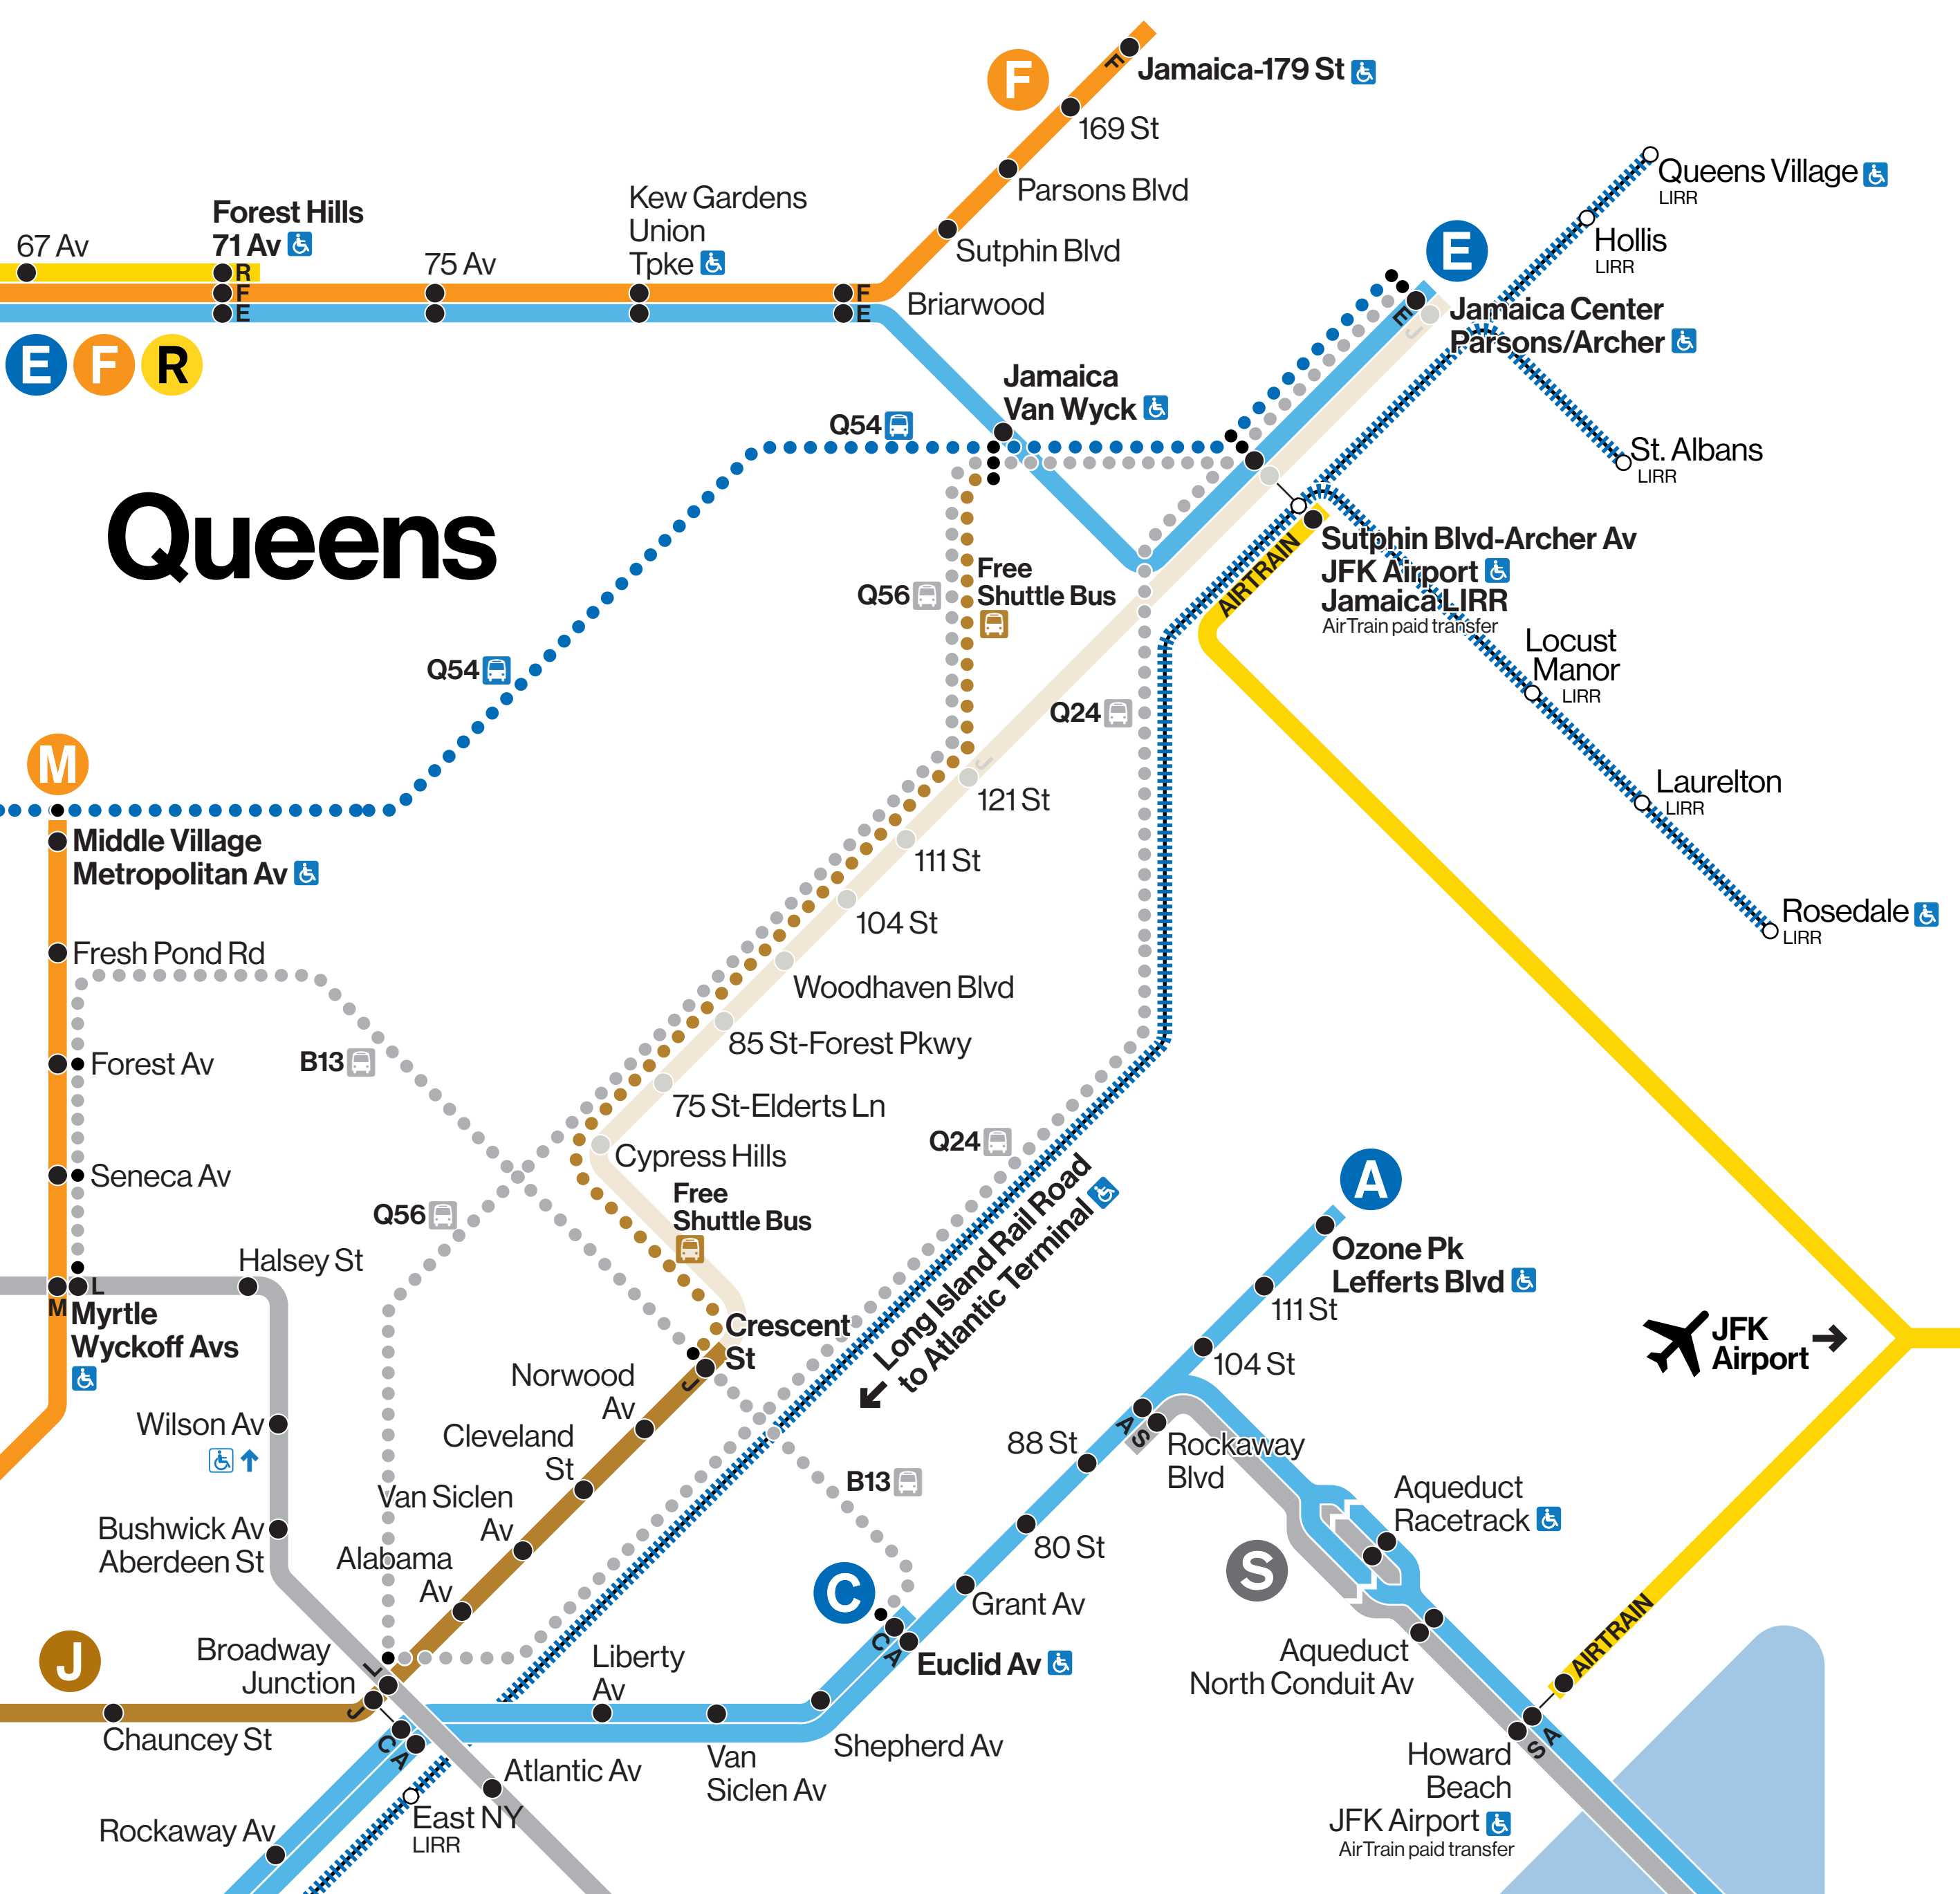 F
Jamaica-179 St
F
169 St
Parsons Blvd
Sutphin Blvd
Queens Village
LIRR
Hollis
LIRR
67 Av
Forest Hills
71 Av
R
F
E
75 Av
Kew Gardens
Union
Tpke
F
E
Briarwood
E
Jamaica Center
Parsons/Archer
E
J
E F R
Jamaica
Van Wyck
Q54
St. Albans
LIRR
Queens
Sutphin Blvd-Archer Av
JFK Airport
Jamaica LIRR
AirTrain paid transfer
AIRTRAIN
Free
Shuttle Bus
Q56
Q54
Q24
Locust
Manor
LIRR
M
J
121 St
Laurelton
LIRR
Middle Village
Metropolitan Av
111 St
104 St
Rosedale
LIRR
Fresh Pond Rd
Woodhaven Blvd
85 St-Forest Pkwy
B13
Forest Av
75 St-Elderts Ln
Q24
Cypress Hills
Seneca Av
Free
Shuttle Bus
Q56
Long Island Rail Road
to Atlantic Terminal
A
Ozone Pk
Lefferts Blvd
111 St
104 St
Halsey St
L
M
Myrtle
Wyckoff Avs
Crescent
St
J
JFK
Airport
Norwood
Av
Wilson Av
Cleveland
St
88 St
A
S
Rockaway
Blvd
B13
Van Siclen
Av
Aqueduct
Racetrack
Bushwick Av
Aberdeen St
Alabama
Av
80 St
S
C
Grant Av
C
A
Euclid Av
AIRTRAIN
J
Broadway
Junction
L
J
Liberty
Av
Aqueduct
North Conduit Av
Chauncey St
C
A
Atlantic Av
Van
Siclen Av
Shepherd Av
Howard
Beach
JFK Airport
AirTrain paid transfer
A
S
East NY
LIRR
Rockaway Av